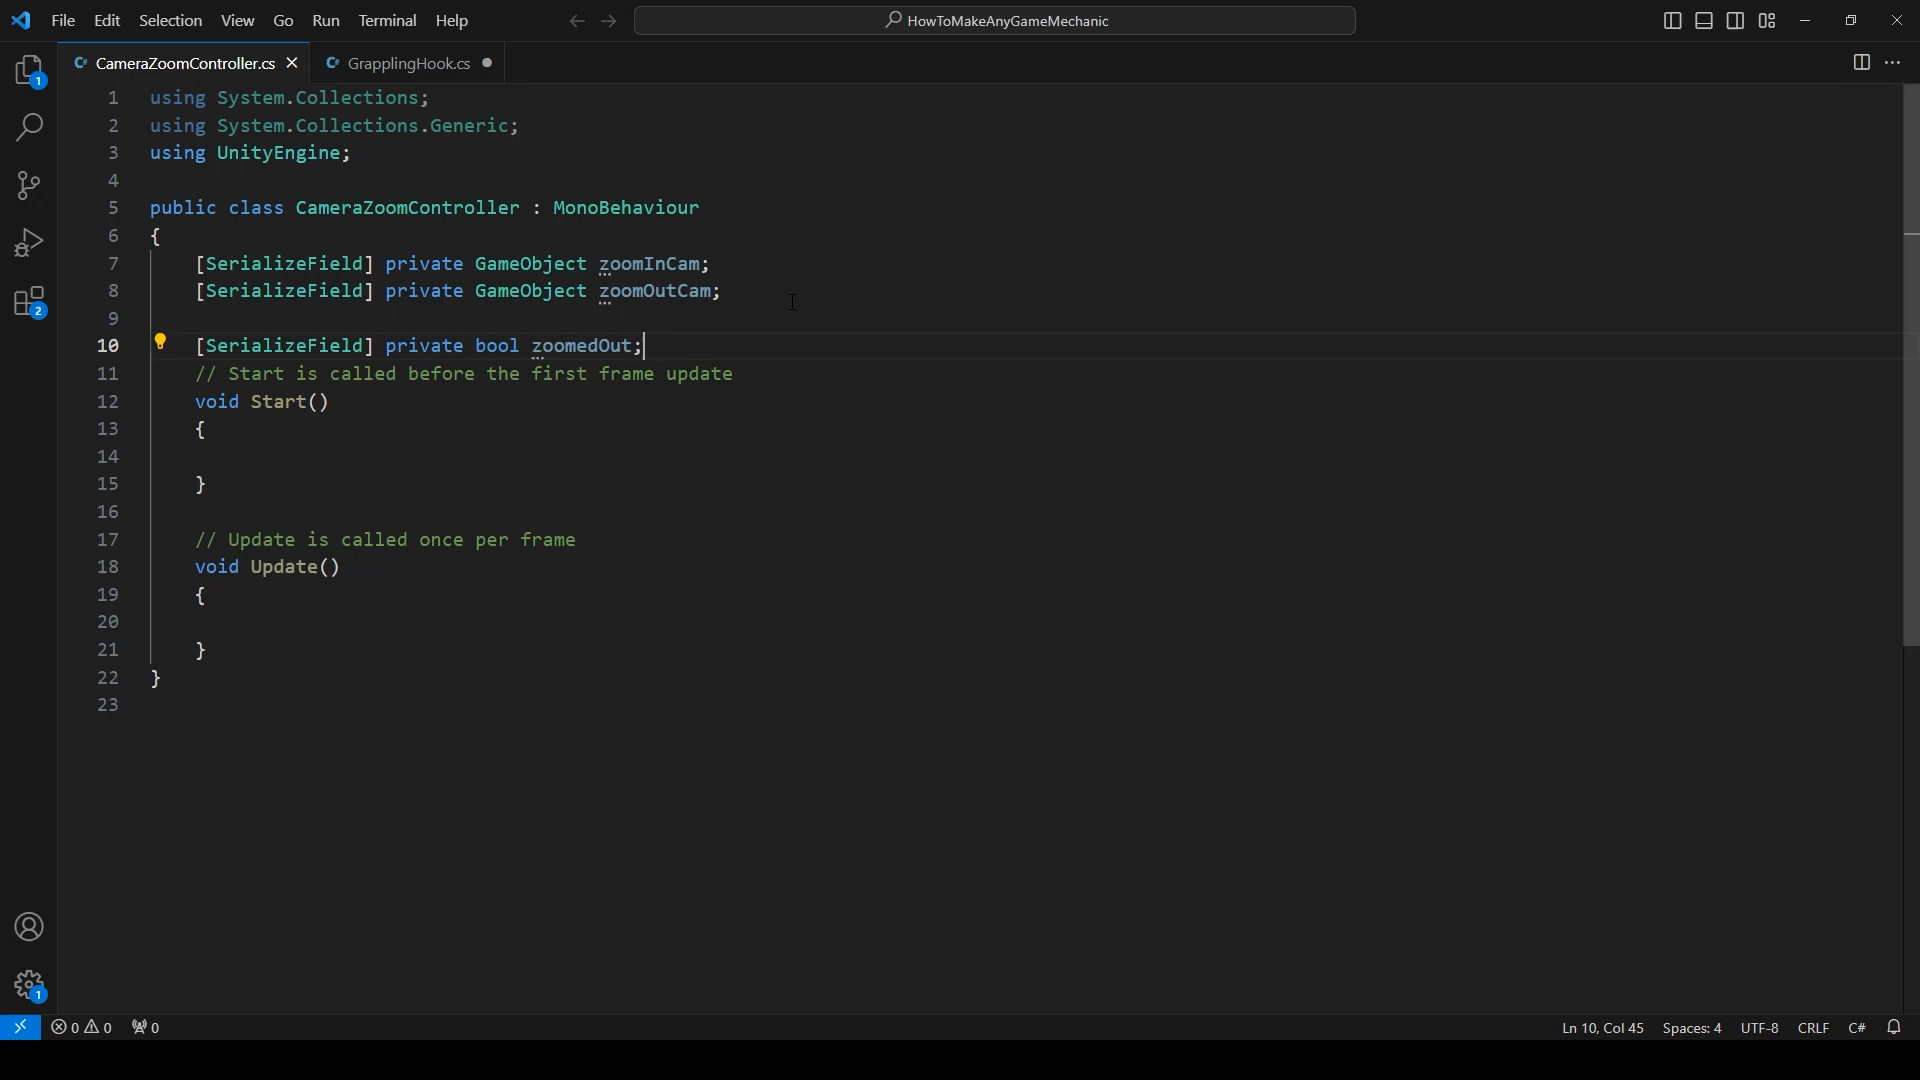 File Edit Selection View Go Run Terminal Help
HowToMakeAnyGameMechanic
C# CameraZoomController.cs
C# GrapplingHook.cs
1
2
1
1 using System.Collections;
2 using System.Collections.Generic;
3 using UnityEngine;
4
5 public class CameraZoomController : MonoBehaviour
6 {
7 [SerializeField] private GameObject zoomInCam;
8 [SerializeField] private GameObject zoomOutCam;
9
10 [SerializeField] private bool zoomedOut;
11 // Start is called before the first frame update
12 void Start()
13 {
14
15 }
16
17 // Update is called once per frame
18 void Update()
19 {
20
21 }
22 }
23
0 0 0 Ln 10, Col 45 Spaces: 4 UTF-8 CRLF C#